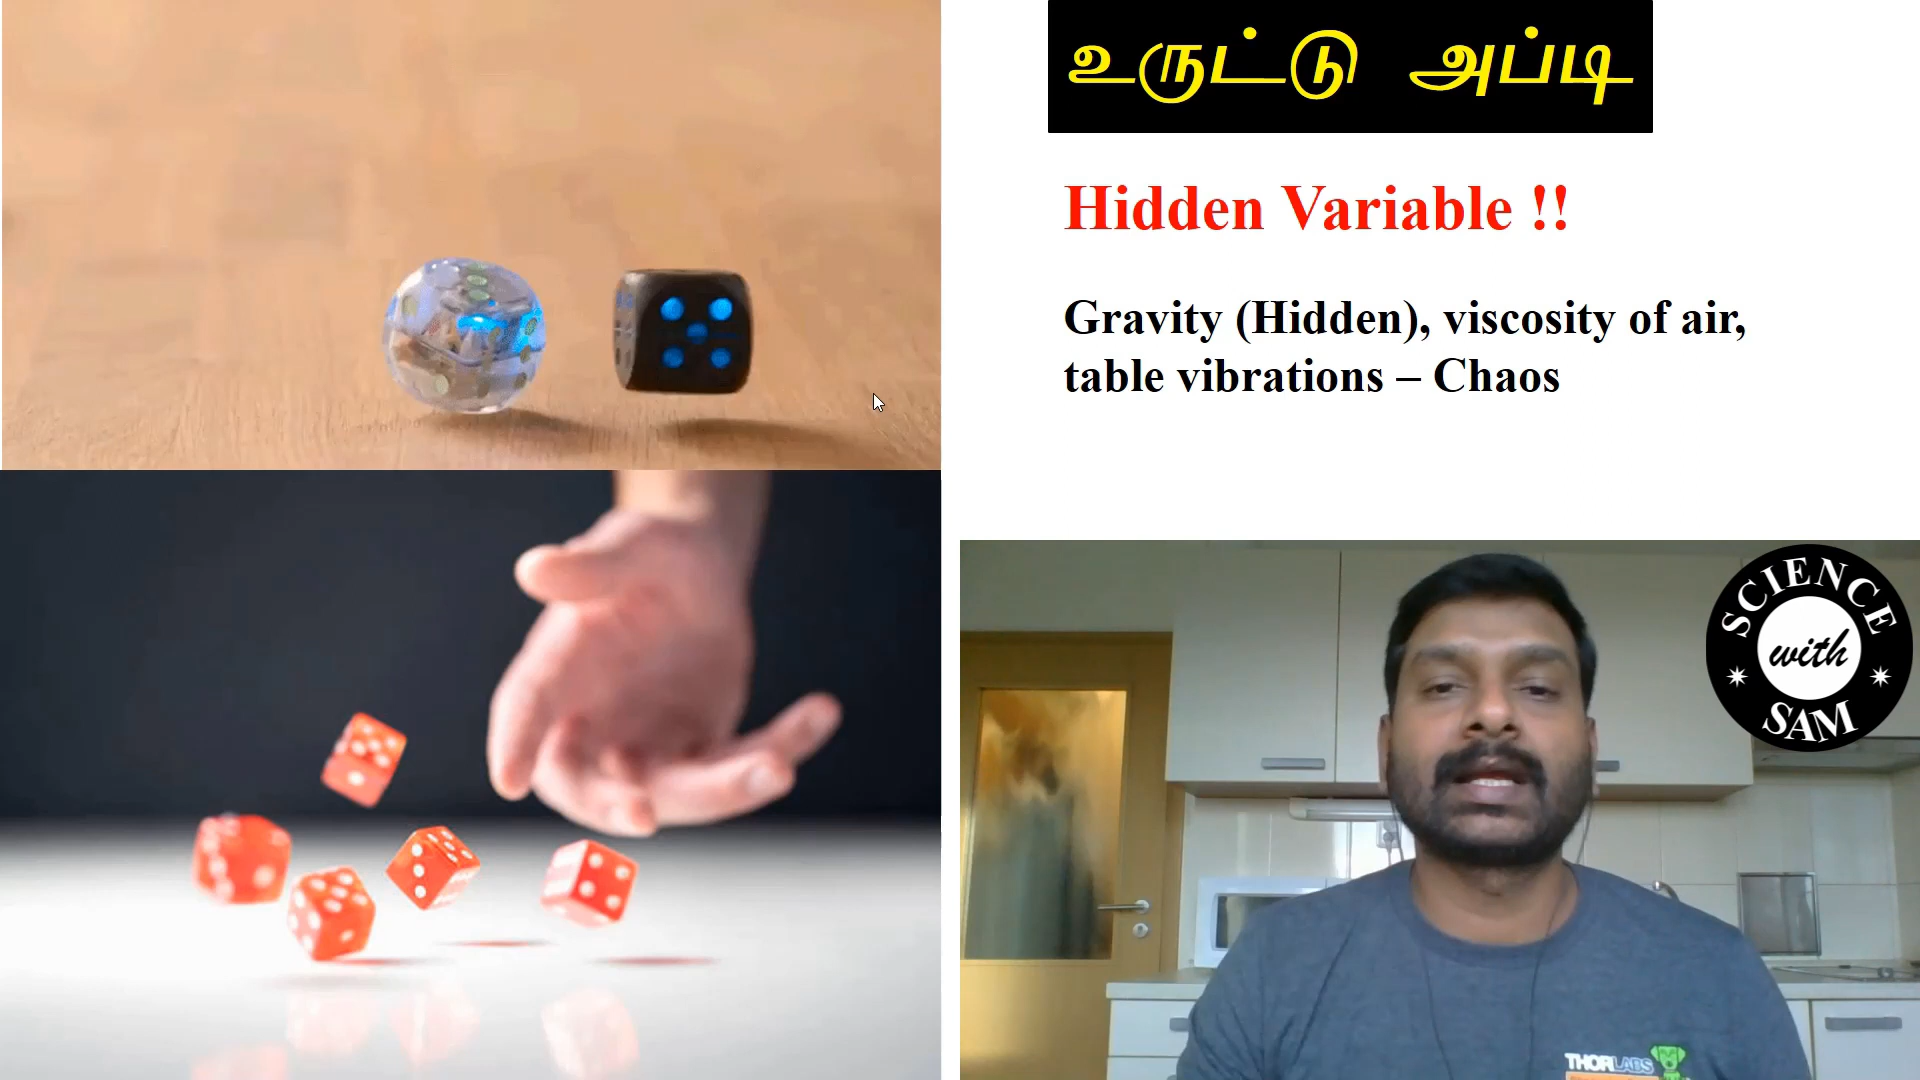 உருட்டு அப்டி
Hidden Variable !!
Gravity (Hidden), viscosity of air,
table vibrations – Chaos
SCIENCE
with
SAM
THORLABS